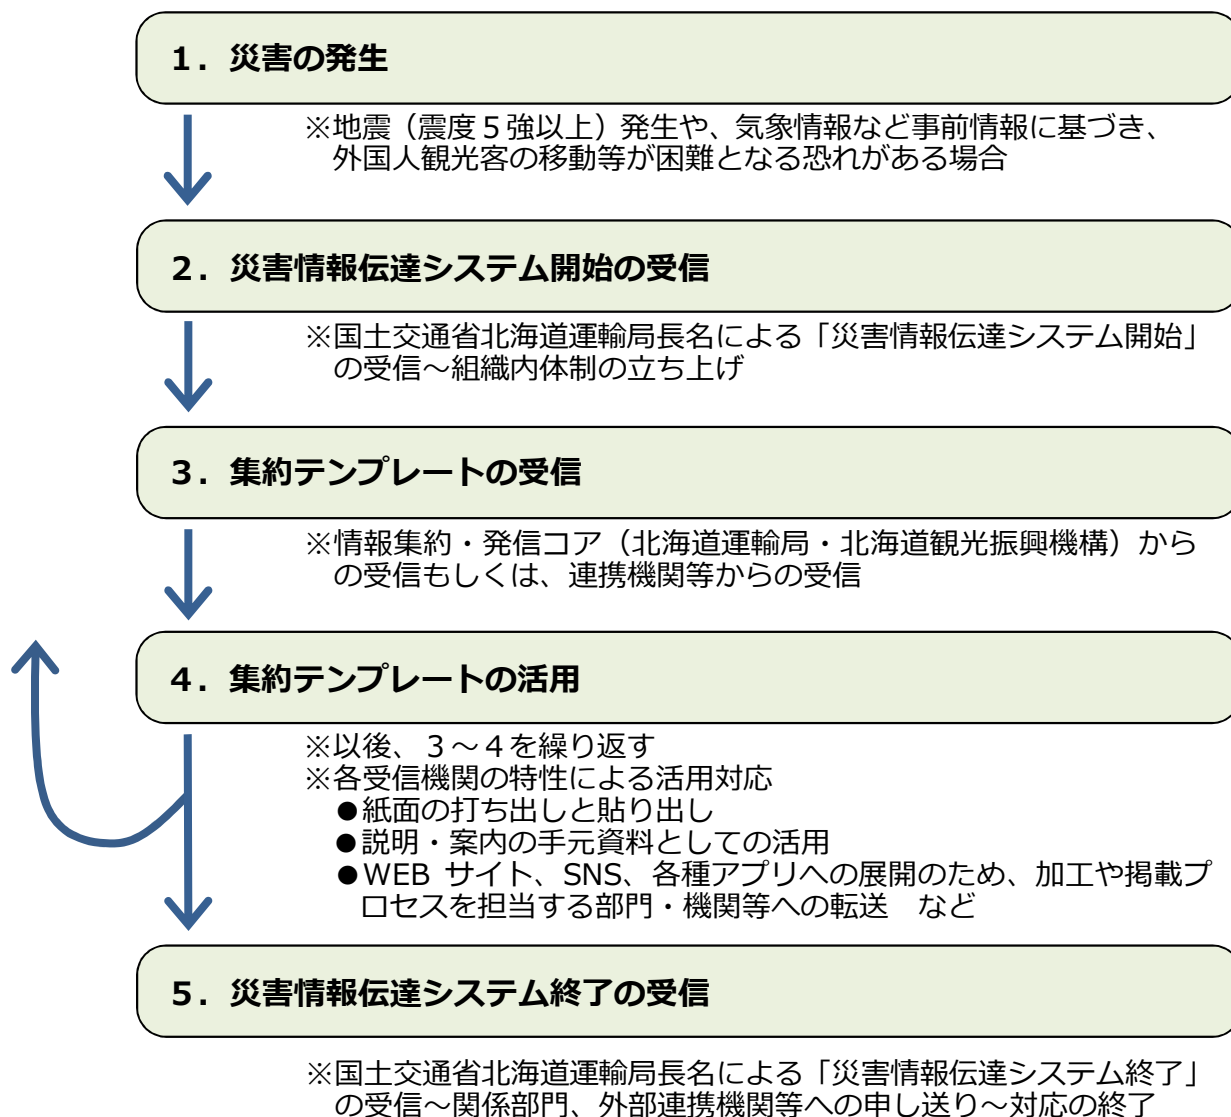 １．災害の発生
※地震（震度５強以上）発生や、気象情報など事前情報に基づき、
外国人観光客の移動等が困難となる恐れがある場合
２．災害情報伝達システム開始の受信
※国土交通省北海道運輸局長名による「災害情報伝達システム開始」
の受信～組織内体制の立ち上げ
３．集約テンプレートの受信
※情報集約・発信コア（北海道運輸局・北海道観光振興機構）から
の受信もしくは、連携機関等からの受信
４．集約テンプレートの活用
※以後、３～４を繰り返す
※各受信機関の特性による活用対応
●紙面の打ち出しと貼り出し
●説明・案内の手元資料としての活用
●WEB サイト、SNS、各種アプリへの展開のため、加工や掲載プ
ロセスを担当する部門・機関等への転送　など
５．災害情報伝達システム終了の受信
※国土交通省北海道運輸局長名による「災害情報伝達システム終了」
の受信～関係部門、外部連携機関等への申し送り～対応の終了